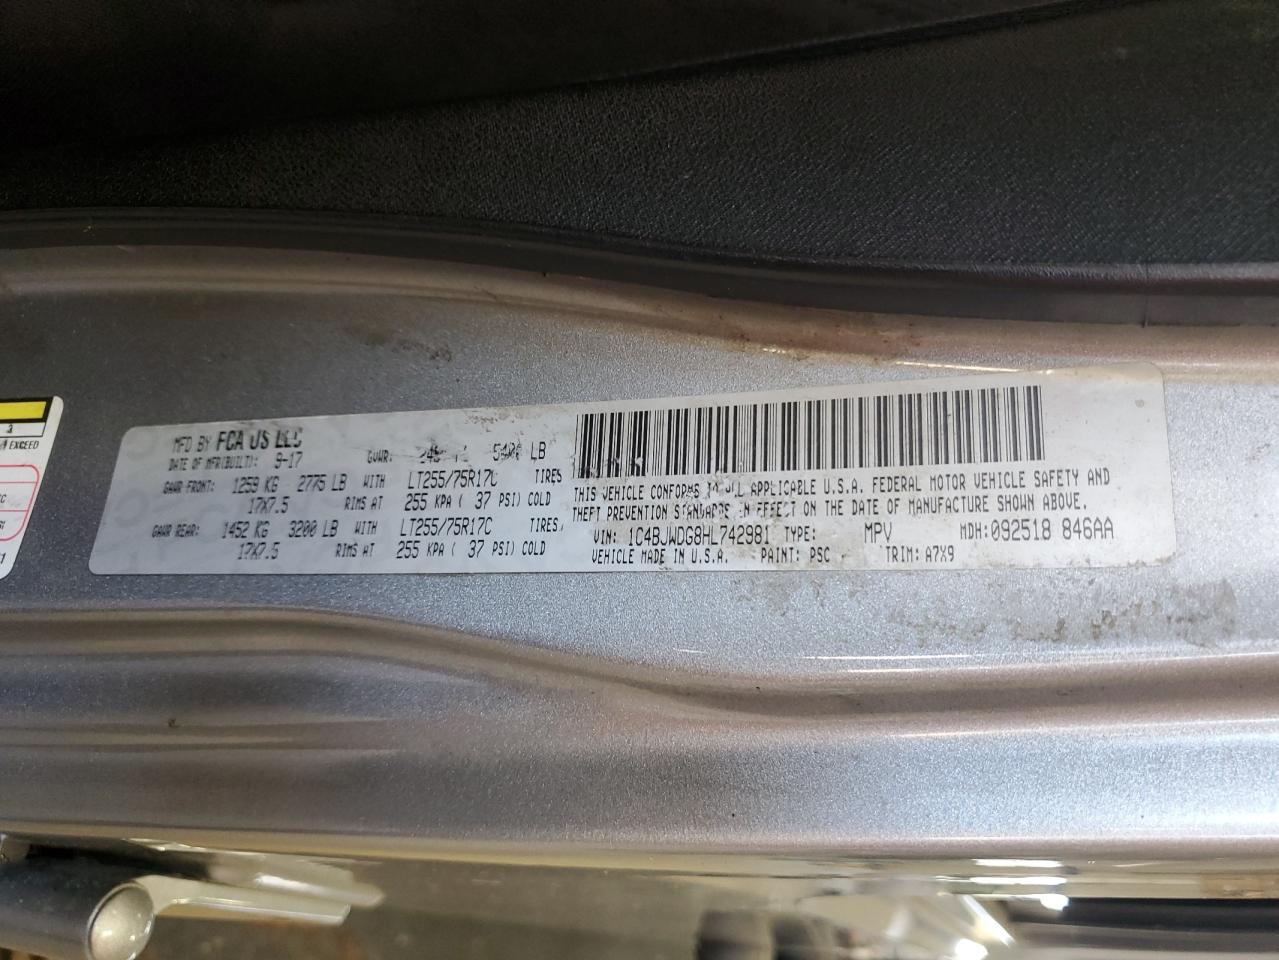 EXCEED
MFD BY FCA US LLC
DATE OF MFR(BUILT): 9-17 GVWR: LB
GAWR FRONT: 1259 KG 2775 LB WITH LT255/75R17C TIRES
17X7.5 RIMS AT 255 KPA ( 37 PSI) COLD
GAWR REAR: 1452 KG 3200 LB WITH LT255/75R17C TIRES,
17X7.5 RIMS AT 255 KPA ( 37 PSI) COLD
THIS VEHICLE CONFORMS ALL APPLICABLE U.S.A. FEDERAL MOTOR VEHICLE SAFETY AND
THEFT PREVENTION STANDARDS IN EFFECT ON THE DATE OF MANUFACTURE SHOWN ABOVE.
VIN: 1C4BJWDG8HL742981 TYPE: MPV MDH:092518 846AA
VEHICLE MADE IN U.S.A. PAINT: PSC TRIM: A7X9